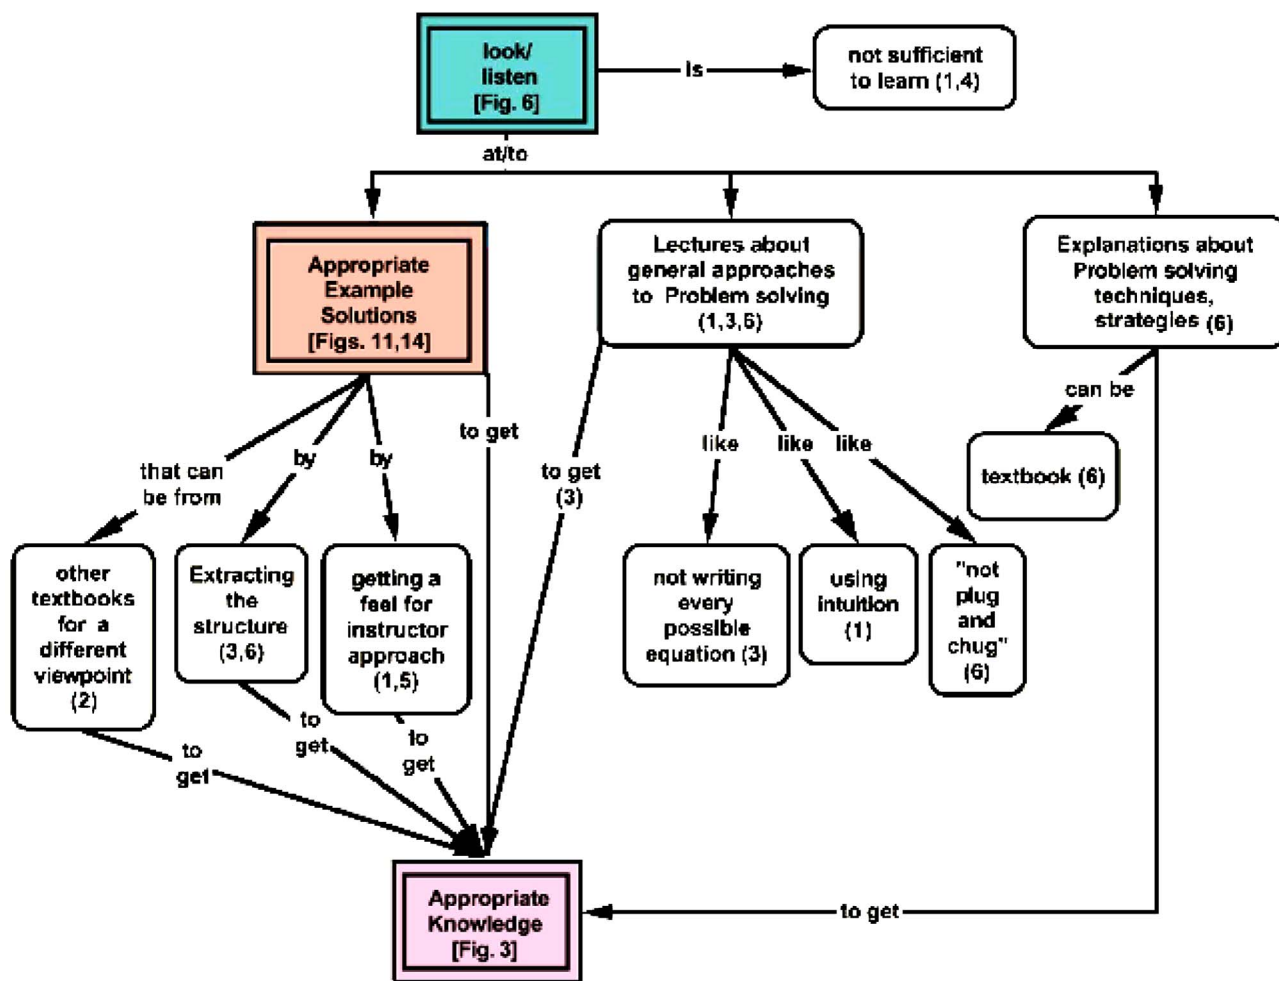 look/
listen
[Fig. 6]
Is
not sufficient
to learn (1,4)
at/to
Appropriate
Example
Solutions
[Figs. 11,14]
Lectures about
general approaches
to Problem solving
(1,3,6)
Explanations about
Problem solving
techniques,
strategies (6)
that can
be from
by
by
to get
to get
(3)
like
like
like
can be
textbook (6)
other
textbooks
for a
different
viewpoint
(2)
Extracting
the
structure
(3,6)
getting a
feel for
instructor
approach
(1,5)
not writing
every
possible
equation (3)
using
intuition
(1)
"not
plug
and
chug"
(6)
to
get
to
get
to
get
Appropriate
Knowledge
[Fig. 3]
to get